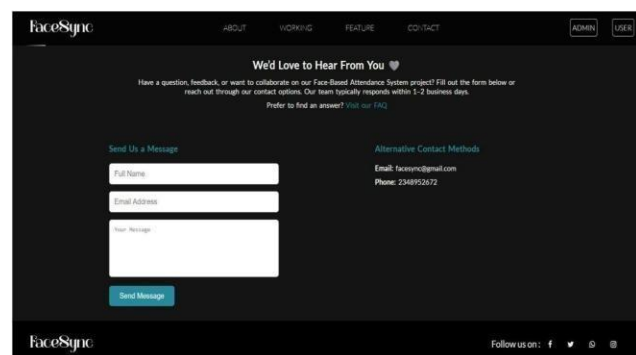 FaceSync
ABOUT WORKING FEATURE CONTACT
ADMIN USER
We'd Love to Hear From You
Have a question, feedback, or want to collaborate on our Face-Based Attendance System project? Fill out the form below or
reach out through our contact options. Our team typically responds within 1–2 business days.
Prefer to find an answer? Visit our FAQ
Send Us a Message
Full Name
Email Address
Your Message
Send Message
Alternative Contact Methods
Email: facesync@gmail.com
Phone: 2348952672
FaceSync
Follow us on :